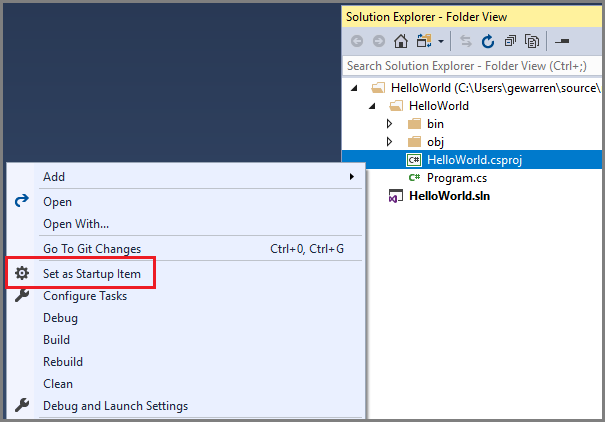 Solution Explorer - Folder View
Search Solution Explorer - Folder View (Ctrl+;)
HelloWorld (C:\Users\gewarren\source\
HelloWorld
bin
obj
C# HelloWorld.csproj
C# Program.cs
HelloWorld.sln
Add
Open
Open With...
Go To Git Changes Ctrl+0, Ctrl+G
Set as Startup Item
Configure Tasks
Debug
Build
Rebuild
Clean
Debug and Launch Settings